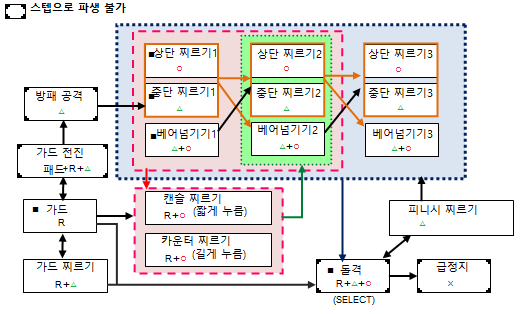 스텝으로 파생 불가
■상단 찌르기1
○
상단 찌르기2
○
상단 찌르기3
○
■중단 찌르기1
△
중단 찌르기2
△
중단 찌르기3
△
■베어넘기기1
△+○
베어넘기기2
△+○
베어넘기기3
△+○
방패 공격
△
가드 전진
패드+R+△
■ 가드
R
가드 찌르기
R+△
캔슬 찌르기
R+○ (짧게 누름)
카운터 찌르기
R+○ (길게 누름)
피니시 찌르기
△
■ 돌격
R+△+○
(SELECT)
급정지
×